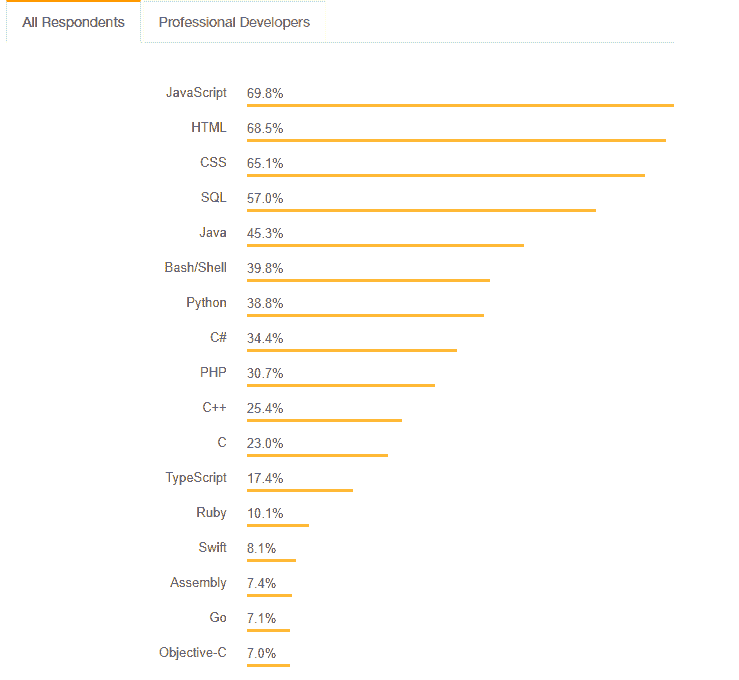 All Respondents Professional Developers
JavaScript 69.8%
HTML 68.5%
CSS 65.1%
SQL 57.0%
Java 45.3%
Bash/Shell 39.8%
Python 38.8%
C# 34.4%
PHP 30.7%
C++ 25.4%
C 23.0%
TypeScript 17.4%
Ruby 10.1%
Swift 8.1%
Assembly 7.4%
Go 7.1%
Objective-C 7.0%